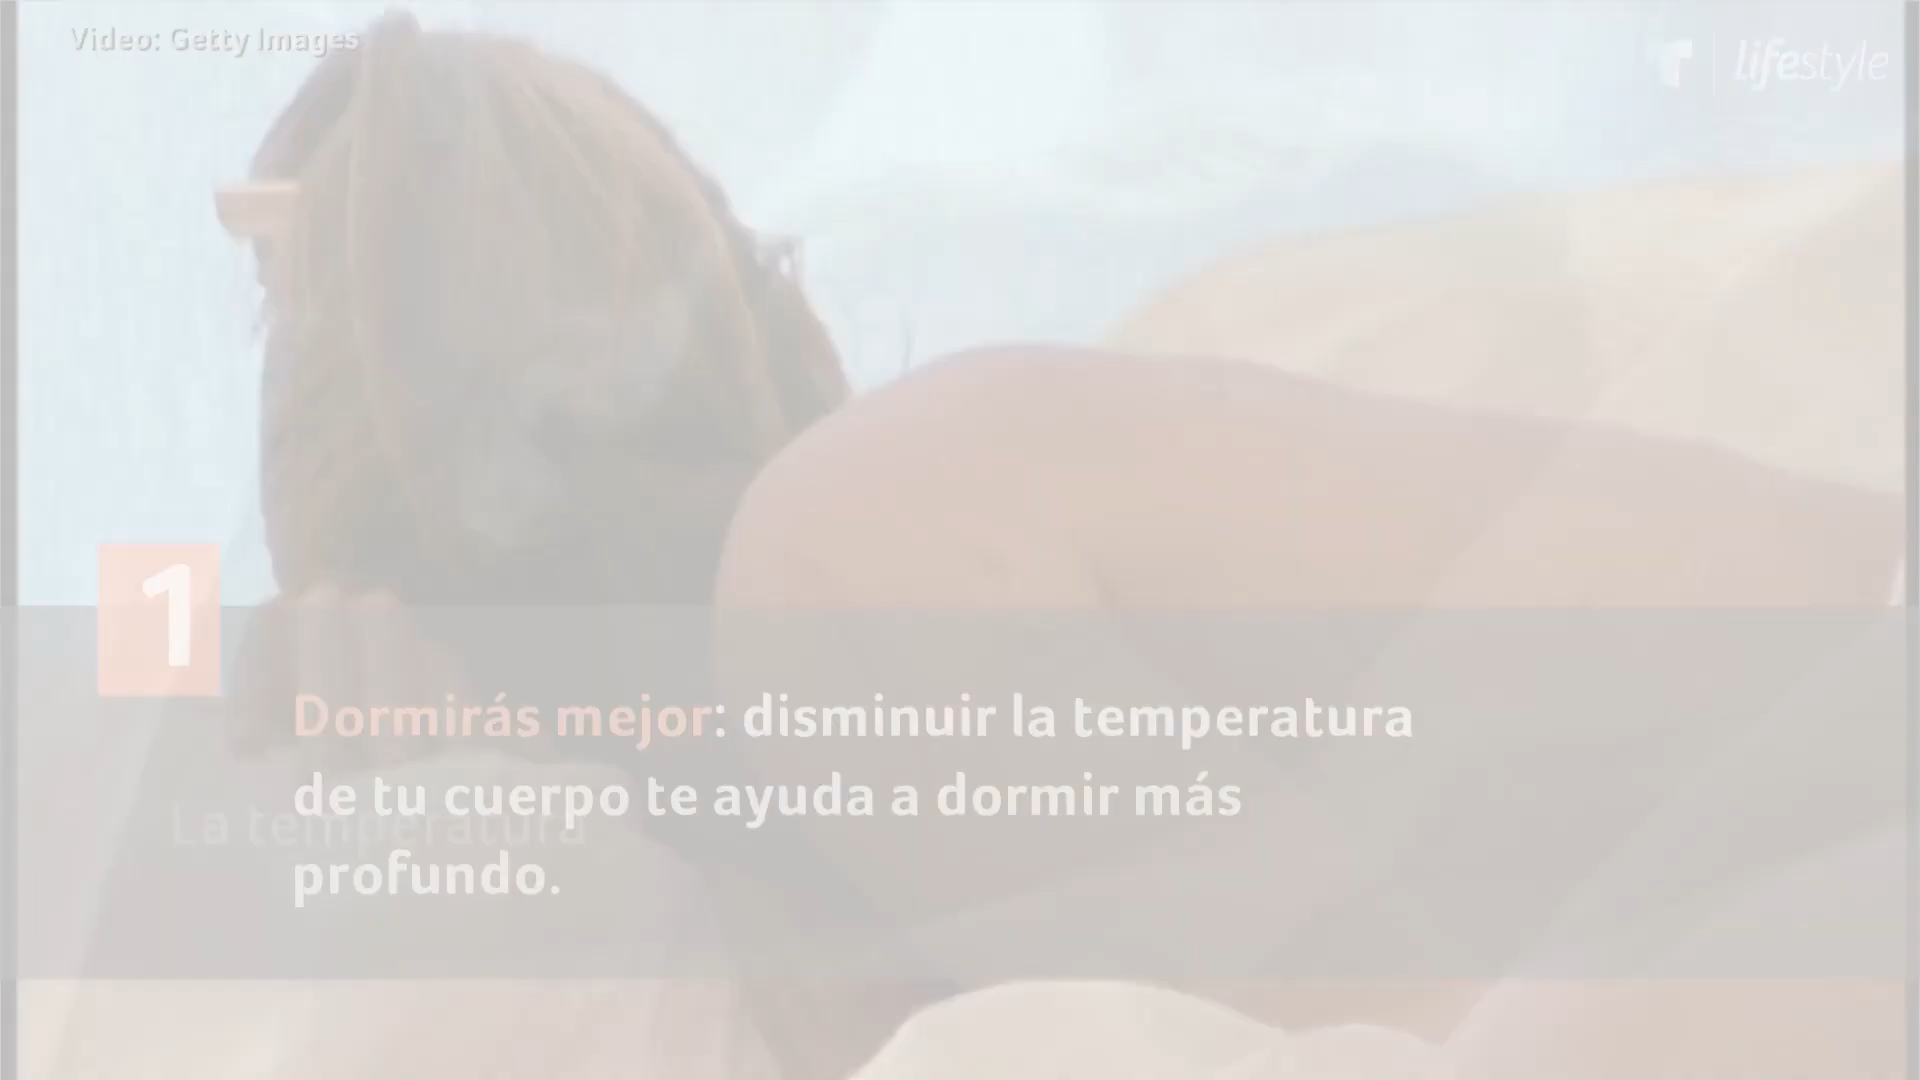 Video: Getty Images
lifestyle
1
Dormirás mejor: disminuir la temperatura
de tu cuerpo te ayuda a dormir más
La temperatura
profundo.